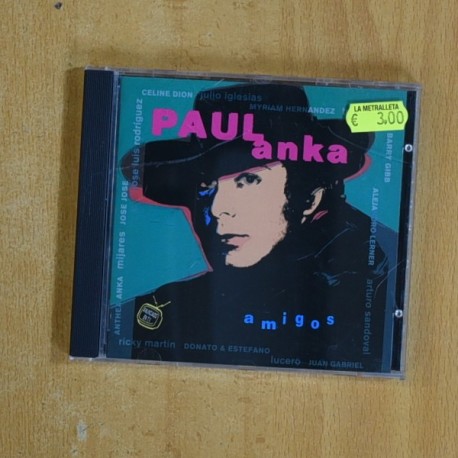 CELINE DION julio iglesias
MYRIAM HERNANDEZ
LA METRALLETA
€ 3,00
PAUL
anka
jose luis rodriguez
BARRY GIBB
JOSE JOSE
ALEJANDRO LERNER
mijares
ANTHEA ANKA
arturo sandoval
amigos
ricky martin DONATO & ESTEFANO
lucero JUAN GABRIEL